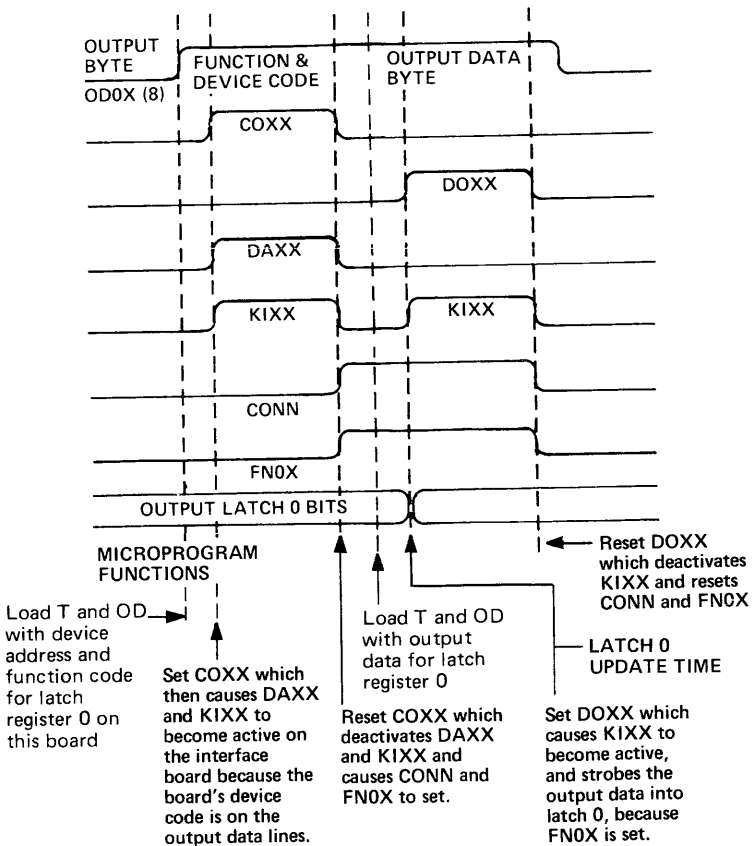 OUTPUT
BYTE
OD0X (8)
FUNCTION &
DEVICE CODE
OUTPUT DATA
BYTE
COXX
DOXX
DAXX
KIXX
KIXX
CONN
FN0X
OUTPUT LATCH 0 BITS
MICROPROGRAM
FUNCTIONS
Load T and OD
with device
address and
function code
for latch
register 0 on
this board
Set COXX which
then causes DAXX
and KIXX to
become active on
the interface
board because the
board's device
code is on the
output data lines.
Reset COXX which
deactivates DAXX
and KIXX and
causes CONN and
FN0X to set.
Load T and OD
with output
data for latch
register 0
Set DOXX which
causes KIXX to
become active,
and strobes the
output data into
latch 0, because
FN0X is set.
LATCH 0
UPDATE TIME
Reset DOXX
which deactivates
KIXX and resets
CONN and FN0X